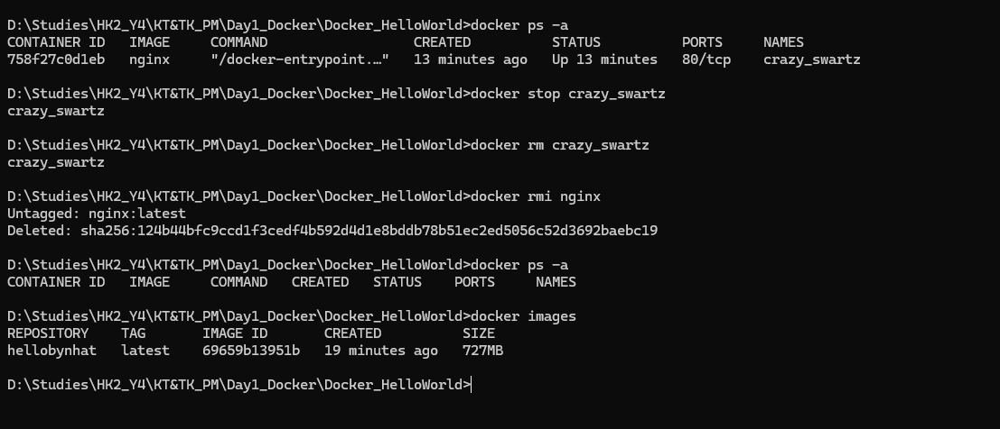 D:\Studies\HK2_Y4\KT&TK_PM\Day1_Docker\Docker_HelloWorld>docker ps -a
CONTAINER ID   IMAGE     COMMAND                  CREATED          STATUS          PORTS     NAMES
758f27c0d1eb   nginx     "/docker-entrypoint.…"   13 minutes ago   Up 13 minutes   80/tcp    crazy_swartz
D:\Studies\HK2_Y4\KT&TK_PM\Day1_Docker\Docker_HelloWorld>docker stop crazy_swartz
crazy_swartz
D:\Studies\HK2_Y4\KT&TK_PM\Day1_Docker\Docker_HelloWorld>docker rm crazy_swartz
crazy_swartz
D:\Studies\HK2_Y4\KT&TK_PM\Day1_Docker\Docker_HelloWorld>docker rmi nginx
Untagged: nginx:latest
Deleted: sha256:124b44bfc9ccd1f3cedf4b592d4d1e8bddb78b51ec2ed5056c52d3692baebc19
D:\Studies\HK2_Y4\KT&TK_PM\Day1_Docker\Docker_HelloWorld>docker ps -a
CONTAINER ID   IMAGE     COMMAND   CREATED   STATUS    PORTS     NAMES
D:\Studies\HK2_Y4\KT&TK_PM\Day1_Docker\Docker_HelloWorld>docker images
REPOSITORY    TAG       IMAGE ID       CREATED          SIZE
hellobynhat   latest    69659b13951b   19 minutes ago   727MB
D:\Studies\HK2_Y4\KT&TK_PM\Day1_Docker\Docker_HelloWorld>